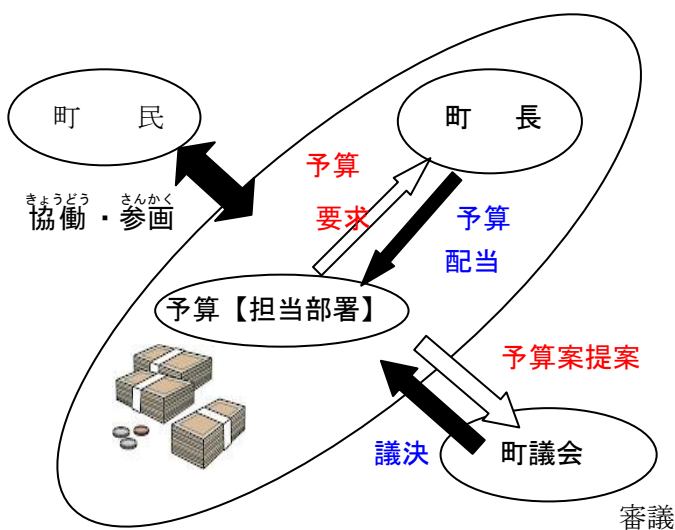 町　民
町　長
予算
要求
きょうどう　さんかく
協働・参画
予算
配当
予算【担当部署】
予算案提案
議決
町議会
審議